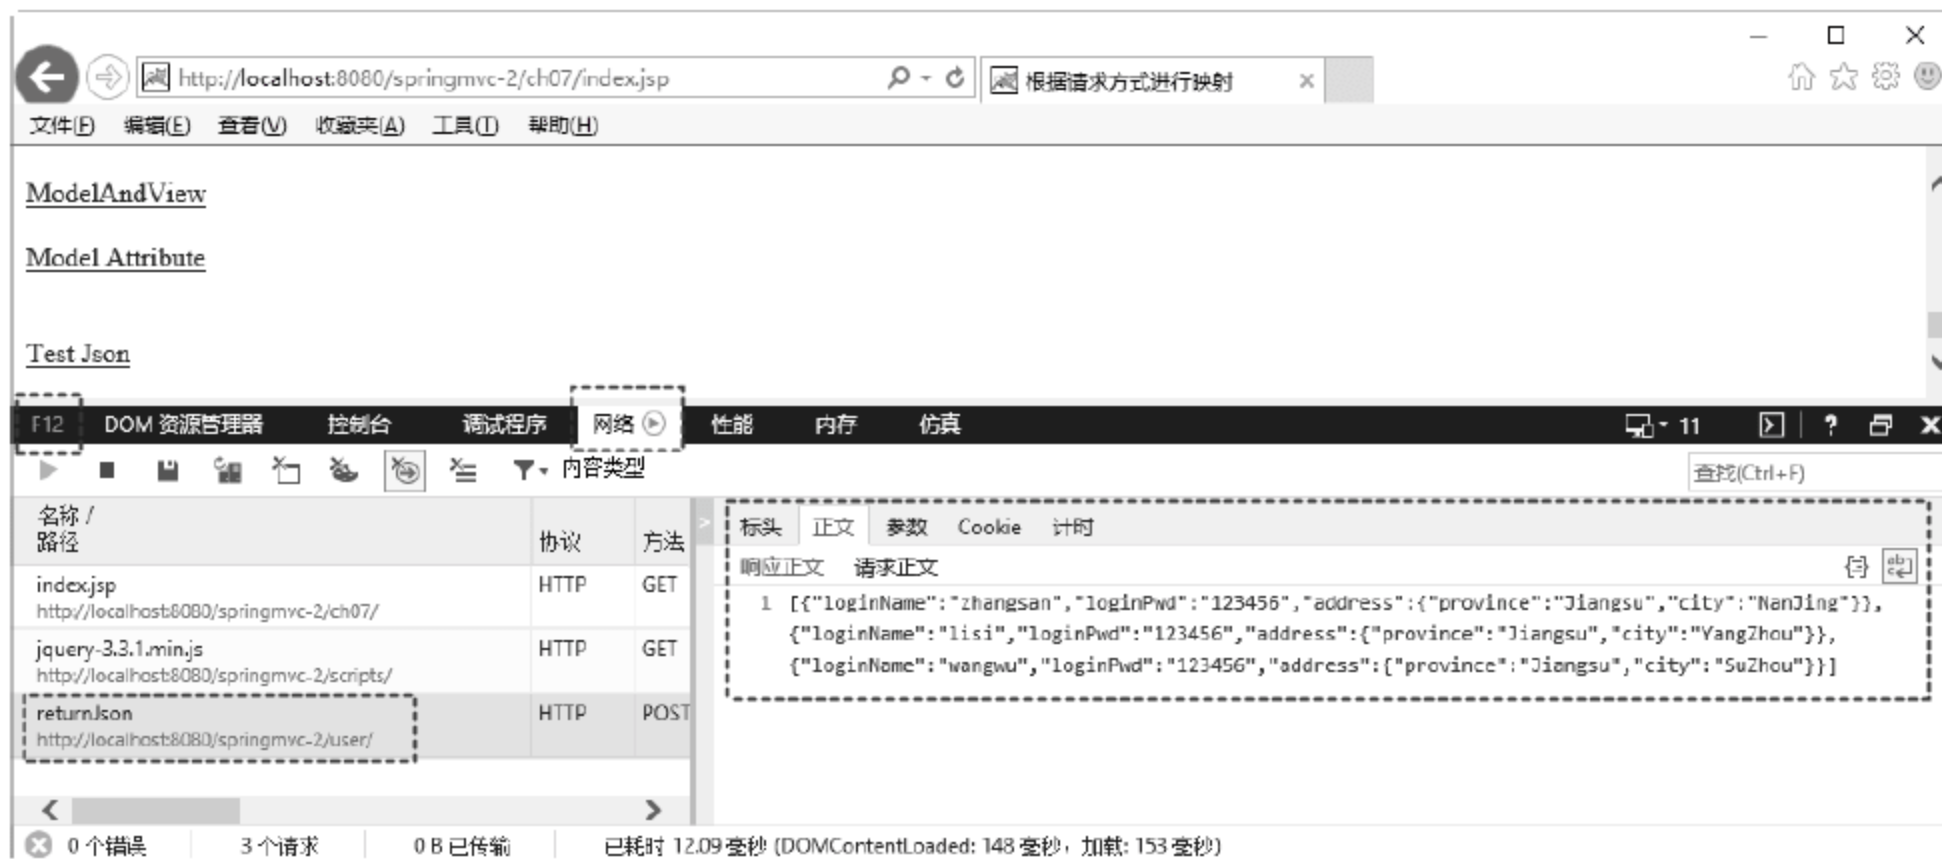 http://localhost:8080/springmvc-2/ch07/index.jsp
根据请求方式进行映射
文件(F) 编辑(E) 查看(V) 收藏夹(A) 工具(T) 帮助(H)
ModelAndView
Model Attribute
Test Json
F12 DOM 资源管理器 控制台 调试程序 网络 性能 内存 仿真 11 ?
内容类型 查找(Ctrl+F)
名称 /
路径 协议 方法
标头 正文 参数 Cookie 计时
响应正文 请求正文
index.jsp HTTP GET
http://localhost:8080/springmvc-2/ch07/
jquery-3.3.1.min.js HTTP GET
http://localhost:8080/springmvc-2/scripts/
returnJson HTTP POST
http://localhost:8080/springmvc-2/user/
1 [{"loginName":"zhangsan","loginPwd":"123456","address":{"province":"Jiangsu","city":"NanJing"}},
{"loginName":"lisi","loginPwd":"123456","address":{"province":"Jiangsu","city":"YangZhou"}},
{"loginName":"wangwu","loginPwd":"123456","address":{"province":"Jiangsu","city":"SuZhou"}}]
0 个错误 3 个请求 0 B 已传输 已耗时 12.09 毫秒 (DOMContentLoaded: 148 毫秒, 加载: 153 毫秒)